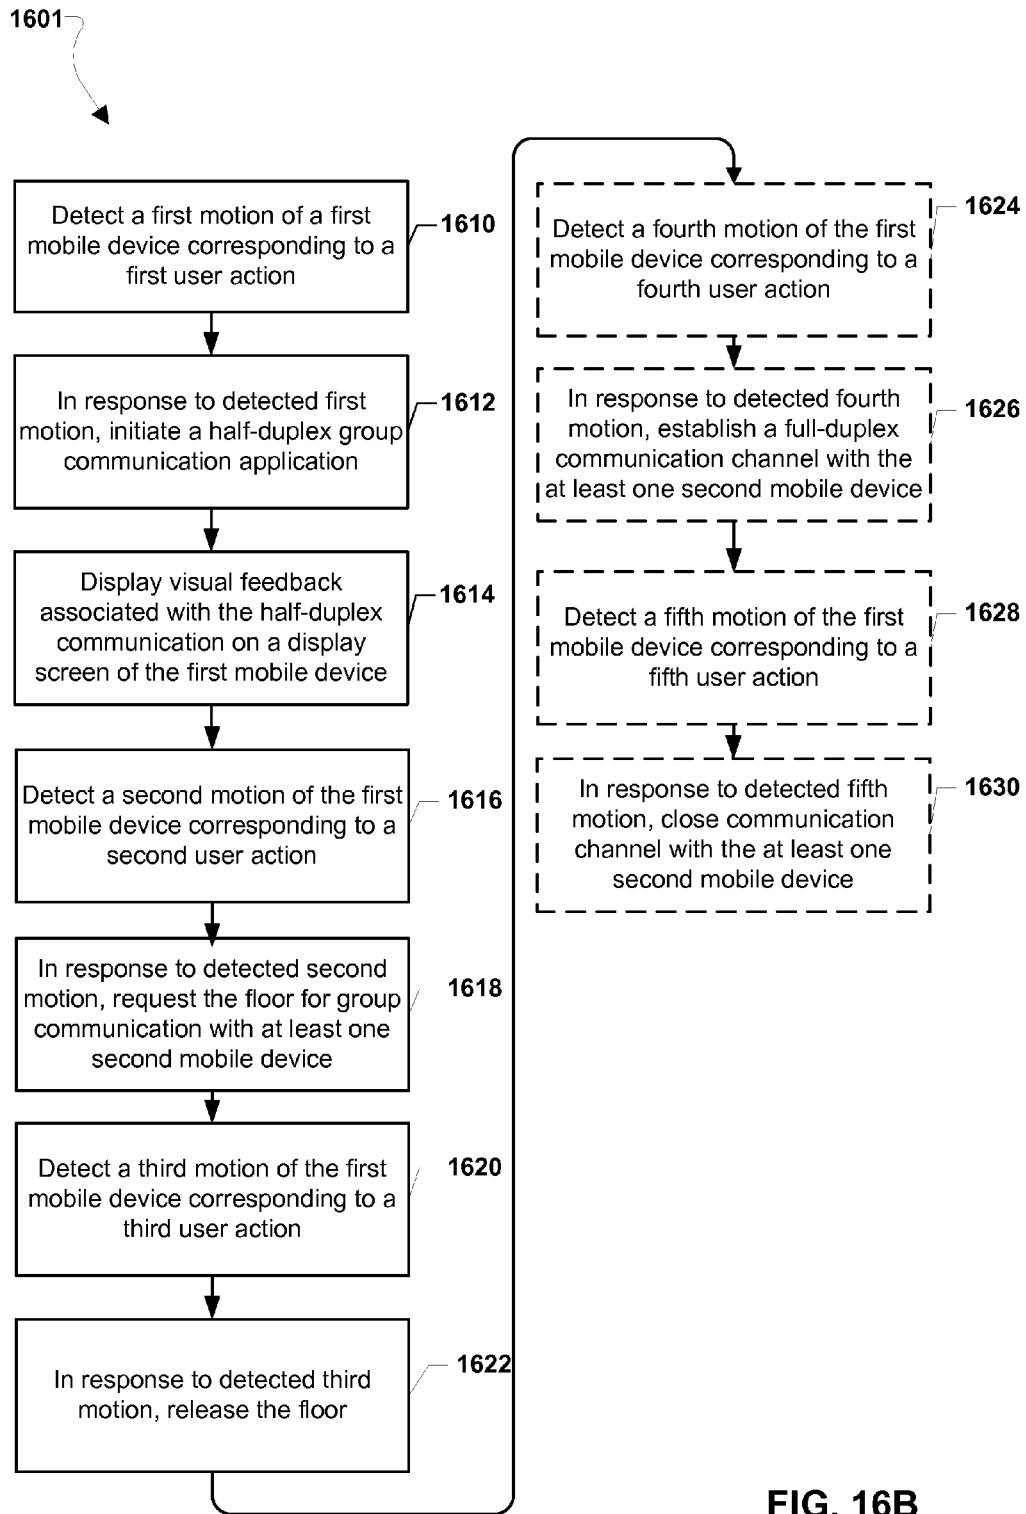 1601
Detect a first motion of a first
mobile device corresponding to a
first user action
1610
In response to detected first
motion, initiate a half-duplex group
communication application
1612
Display visual feedback
associated with the half-duplex
communication on a display
screen of the first mobile device
1614
Detect a second motion of the first
mobile device corresponding to a
second user action
1616
In response to detected second
motion, request the floor for group
communication with at least one
second mobile device
1618
Detect a third motion of the first
mobile device corresponding to a
third user action
1620
In response to detected third
motion, release the floor
1622
Detect a fourth motion of the first
mobile device corresponding to a
fourth user action
1624
In response to detected fourth
motion, establish a full-duplex
communication channel with the
at least one second mobile device
1626
Detect a fifth motion of the first
mobile device corresponding to a
fifth user action
1628
In response to detected fifth
motion, close communication
channel with the at least one
second mobile device
1630
FIG. 16B